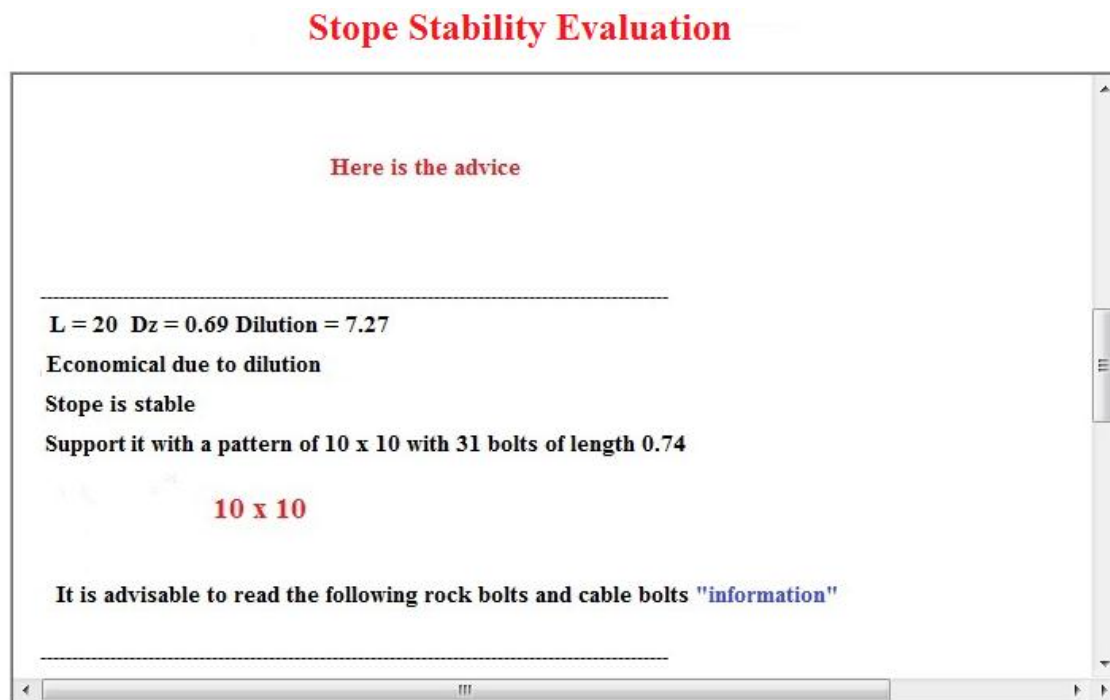 Stope Stability Evaluation
Here is the advice
L = 20 Dz = 0.69 Dilution = 7.27
Economical due to dilution
Stope is stable
Support it with a pattern of 10 x 10 with 31 bolts of length 0.74
10 x 10
It is advisable to read the following rock bolts and cable bolts "information"